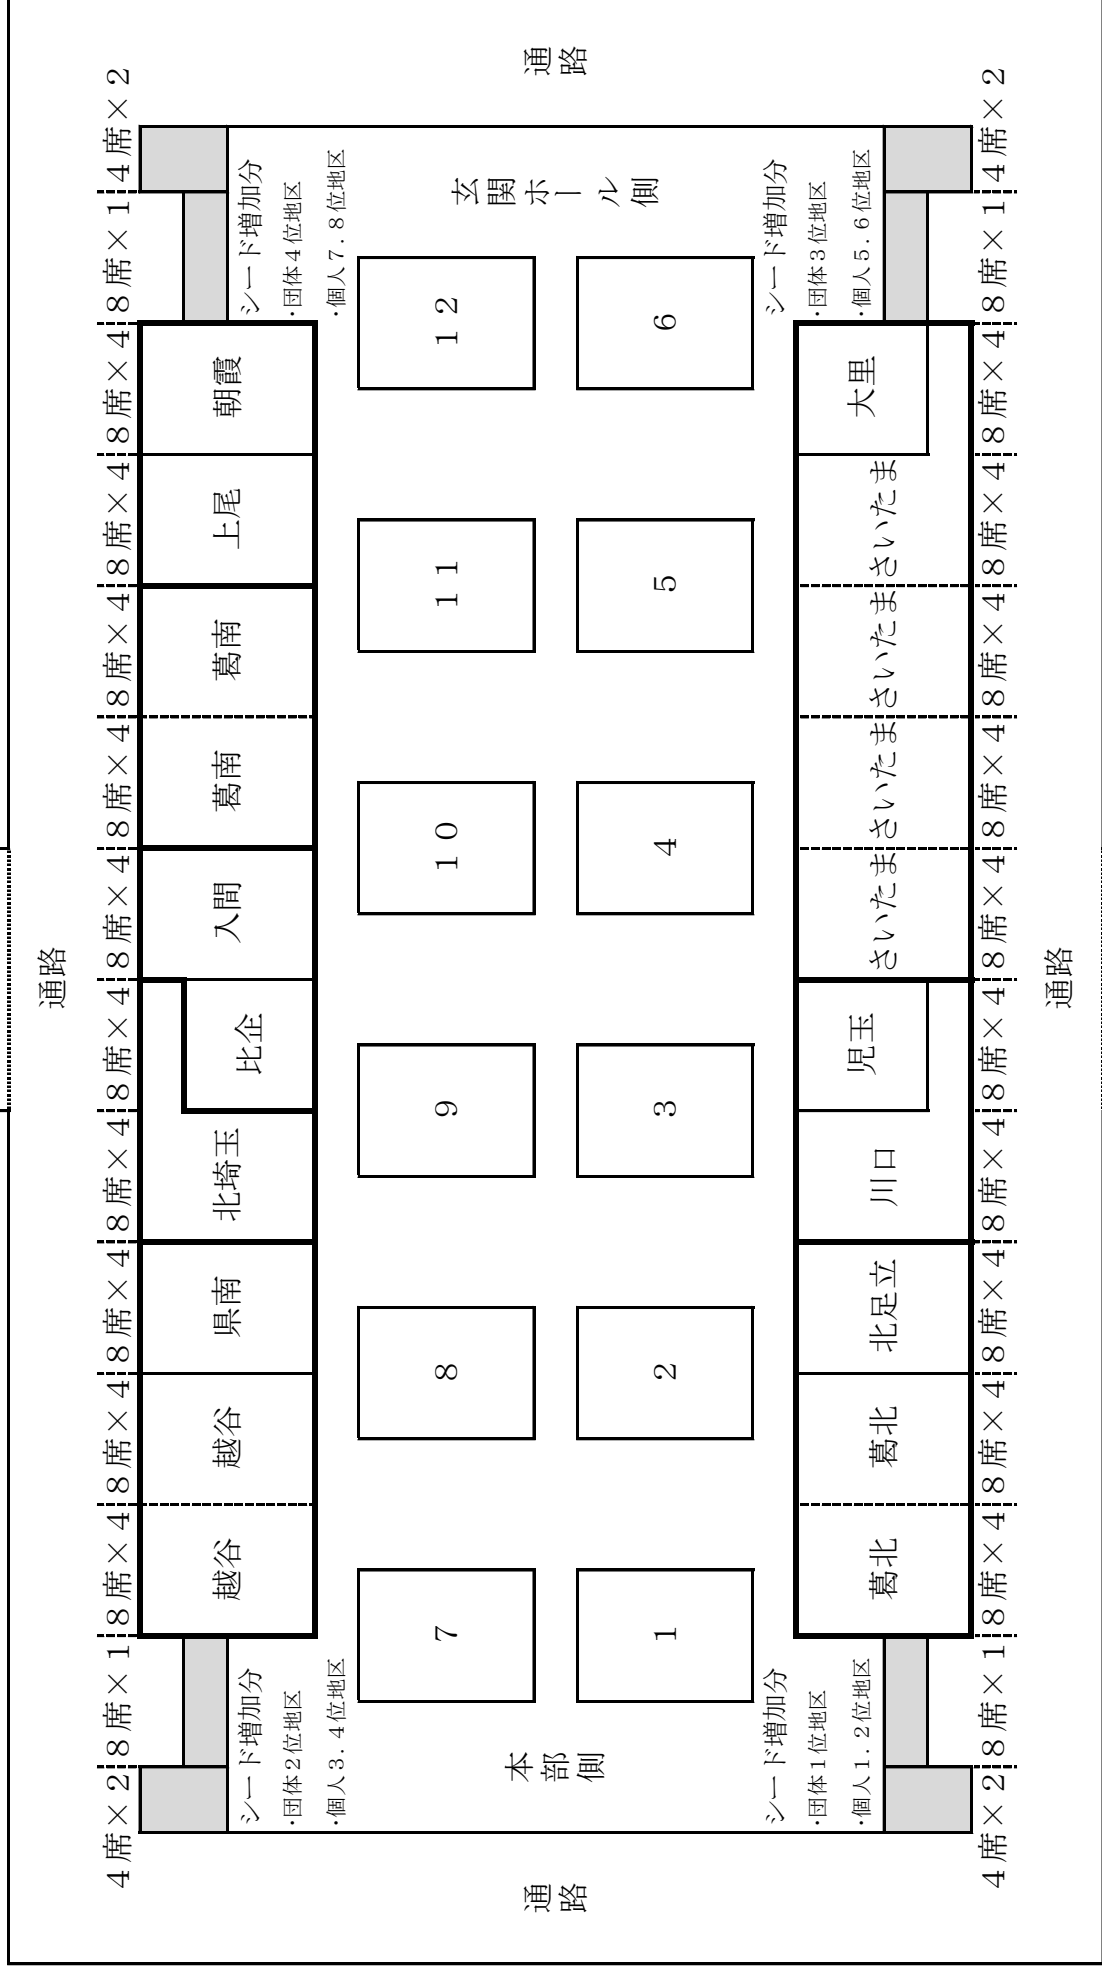 通路
4席×2
8席×1
8席×4
8席×4
8席×4
8席×4
8席×4
8席×4
8席×4
8席×4
8席×4
8席×4
8席×1
4席×2
越谷
越谷
県南
北埼玉
比企
入間
葛南
葛南
上尾
朝霞
シード増加分
・団体2位地区
・個人3.4位地区
シード増加分
・団体4位地区
・個人7.8位地区
7
8
9
10
11
12
通路
本部側
玄関ホール側
通路
1
2
3
4
5
6
シード増加分
・団体1位地区
・個人1.2位地区
シード増加分
・団体3位地区
・個人5.6位地区
葛北
葛北
北足立
川口
児玉
さいたま
さいたま
さいたま
さいたま
大里
4席×2
8席×1
8席×4
8席×4
8席×4
8席×4
8席×4
8席×4
8席×4
8席×4
8席×4
8席×4
8席×1
4席×2
通路